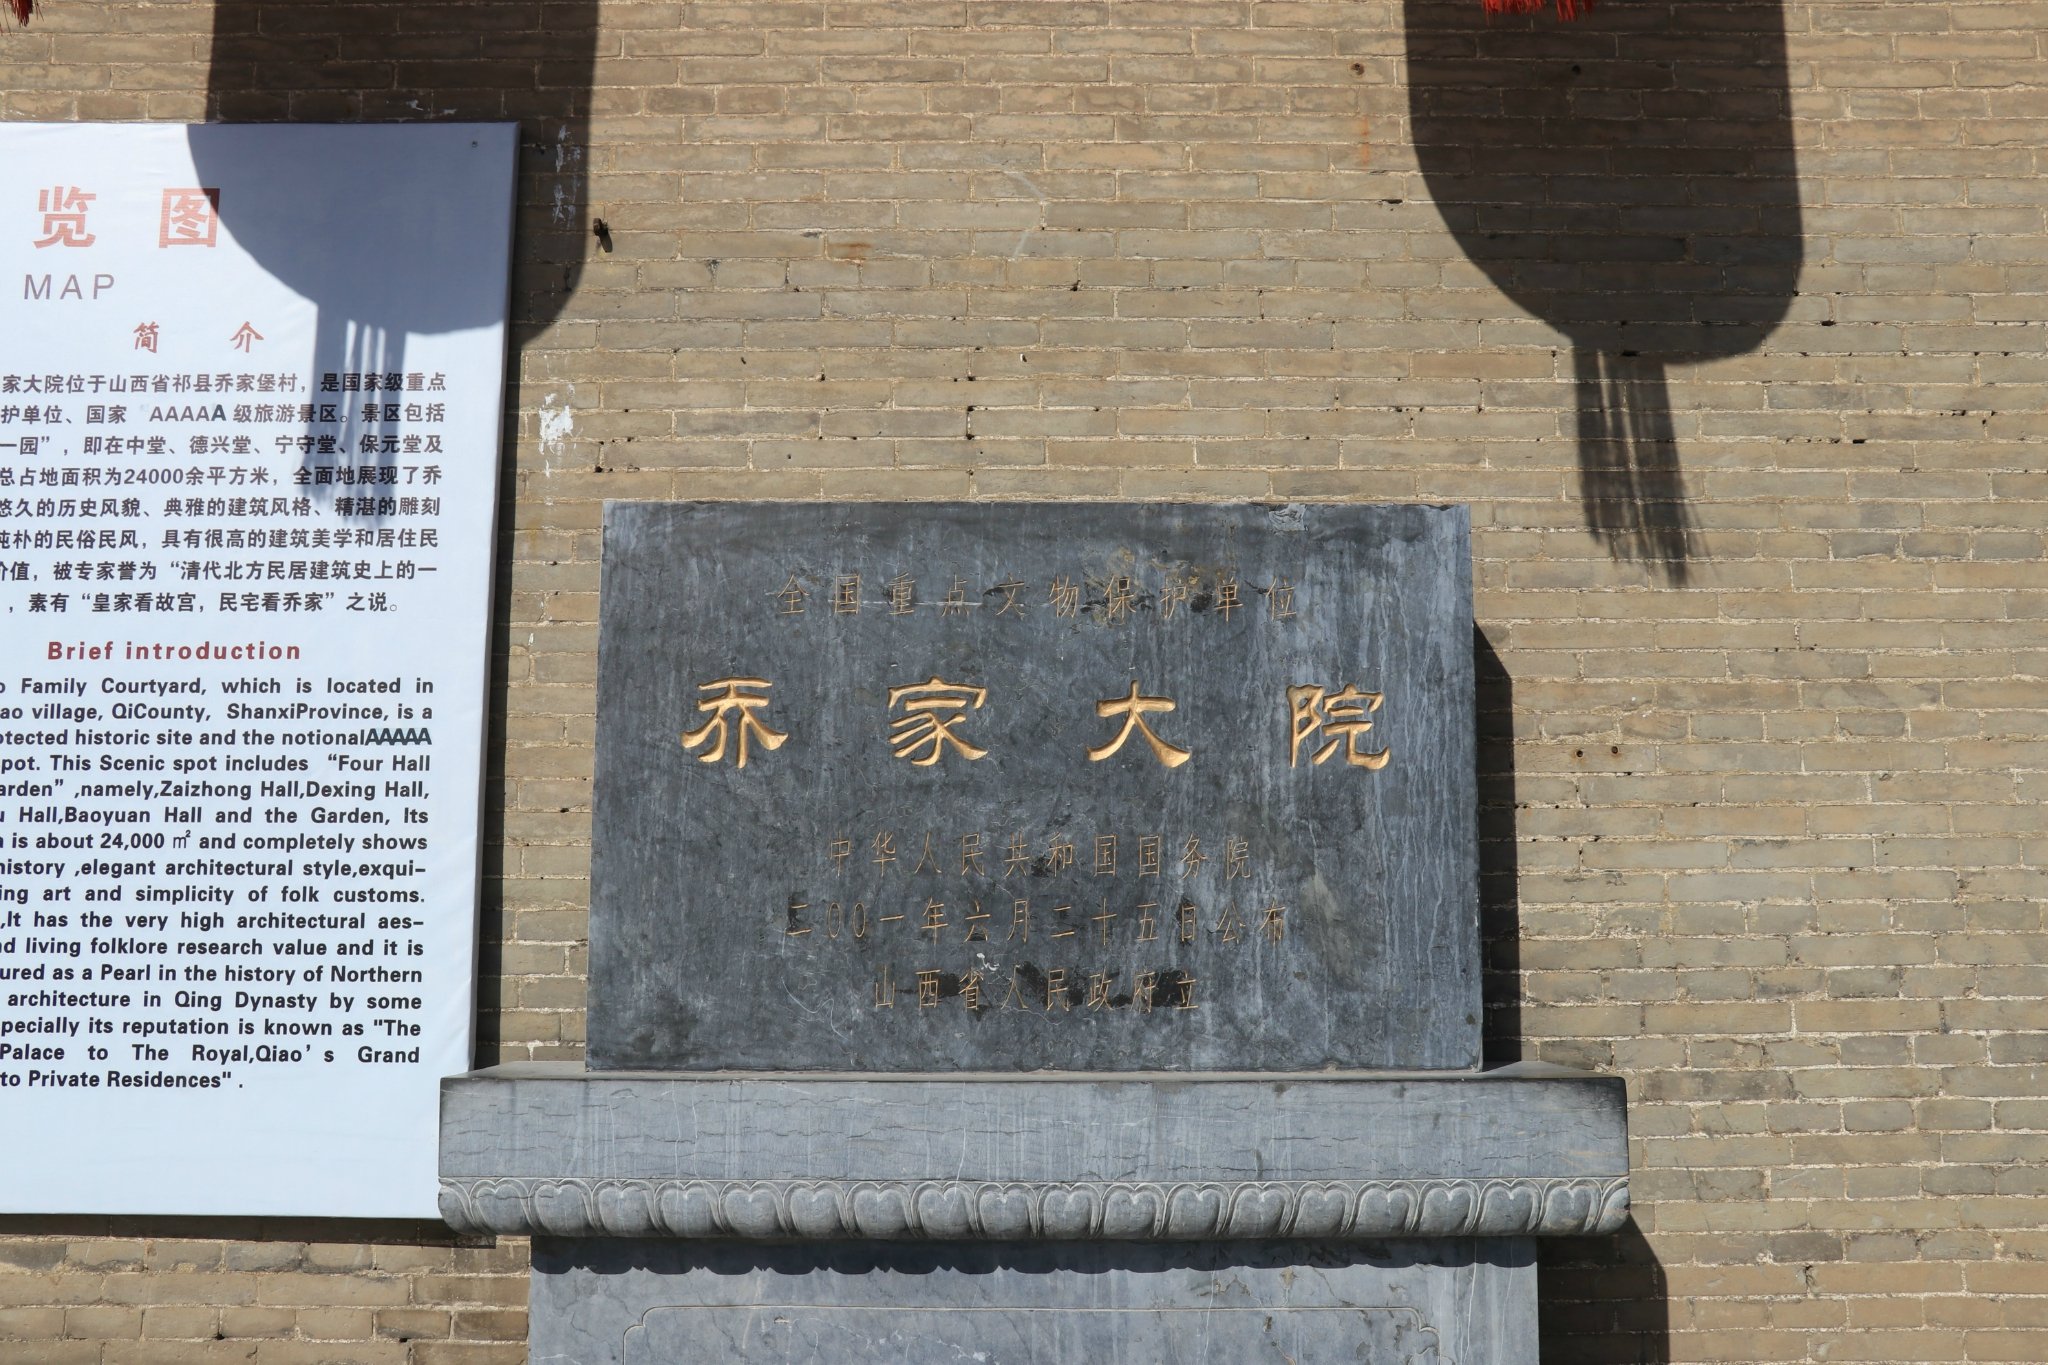 览图
MAP
简介
家大院位于山西省祁县乔家堡村，是国家级重点
护单位、国家 AAAAA 级旅游景区。景区包括
一园”，即在中堂、德兴堂、宁守堂、保元堂及
总占地面积为24000余平方米，全面地展现了乔
悠久的历史风貌、典雅的建筑风格、精湛的雕刻
纯朴的民俗民风，具有很高的建筑美学和居住民
价值，被专家誉为“清代北方民居建筑史上的一
，素有“皇家看故宫，民宅看乔家”之说。
Brief introduction
o Family Courtyard, which is located in
ao village, QiCounty, ShanxiProvince, is a
otected historic site and the notionalAAAAA
pot. This Scenic spot includes “Four Hall
arden”,namely,Zaizhong Hall,Dexing Hall,
u Hall,Baoyuan Hall and the Garden, Its
is about 24,000 ㎡ and completely shows
history ,elegant architectural style,exqui-
ing art and simplicity of folk customs.
,It has the very high architectural aes-
nd living folklore research value and it is
ured as a Pearl in the history of Northern
architecture in Qing Dynasty by some
specially its reputation is known as "The
Palace to The Royal,Qiao’s Grand
to Private Residences".
全国重点文物保护单位
乔家大院
中华人民共和国国务院
二00一年六月二十五日公布
山西省人民政府立